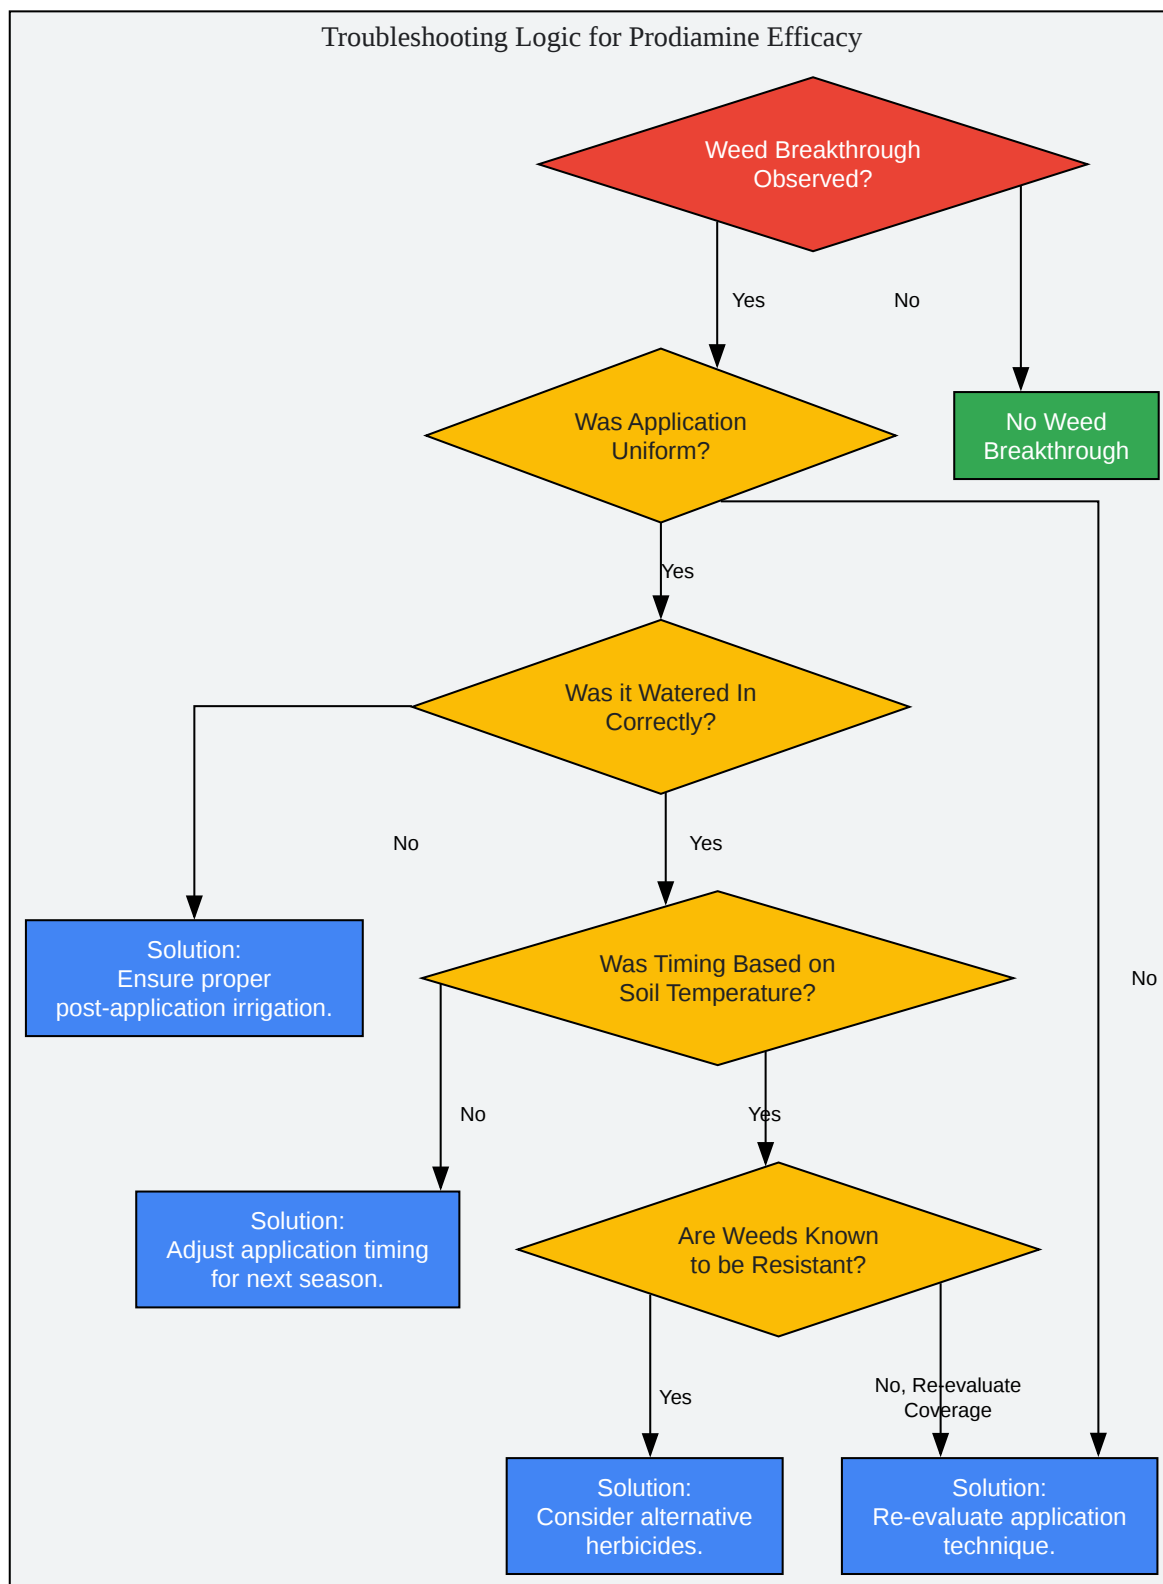 Troubleshooting Logic for Prodiamine Efficacy
Weed Breakthrough
Observed?
Yes
No
Was Application
Uniform?
No Weed
Breakthrough
Yes
Was it Watered In
Correctly?
No
Yes
Solution:
Ensure proper
post-application irrigation.
Was Timing Based on
Soil Temperature?
No
No
Yes
Solution:
Adjust application timing
for next season.
Are Weeds Known
to be Resistant?
Yes
No, Re-evaluate
Coverage
Solution:
Consider alternative
herbicides.
Solution:
Re-evaluate application
technique.